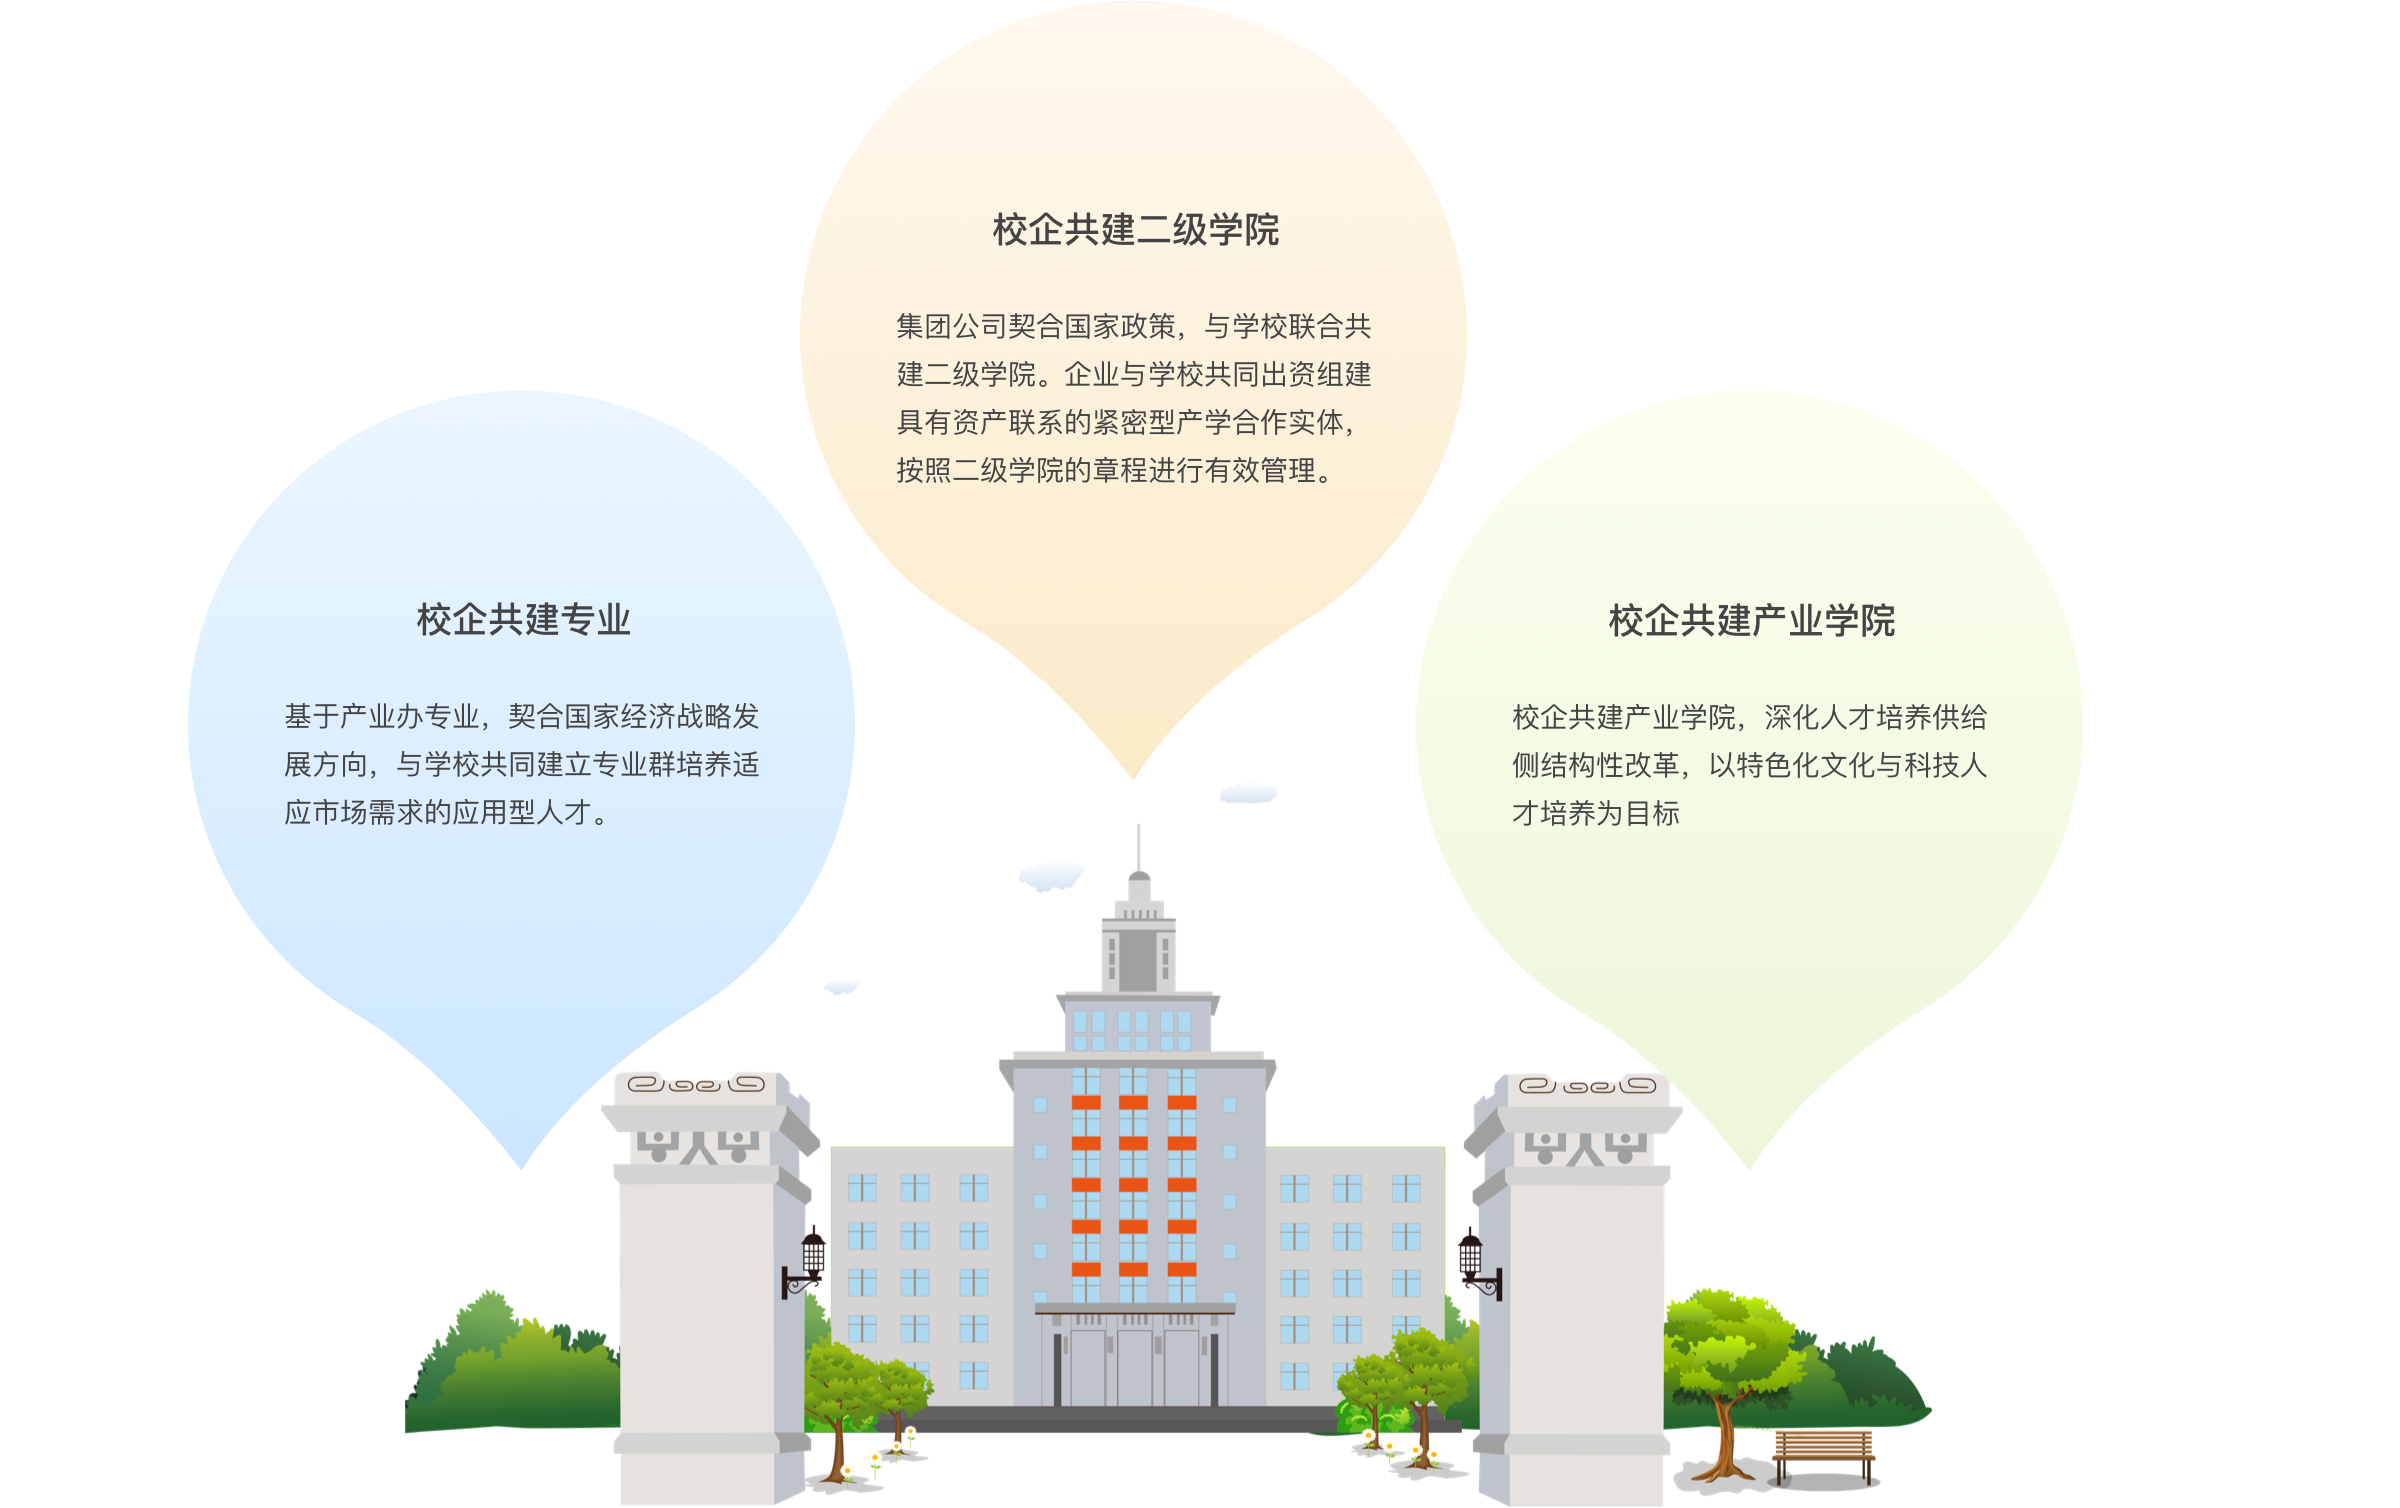 校企共建二级学院
集团公司契合国家政策，与学校联合共
建二级学院。企业与学校共同出资组建
具有资产联系的紧密型产学合作实体，
按照二级学院的章程进行有效管理。
校企共建专业
基于产业办专业，契合国家经济战略发
展方向，与学校共同建立专业群培养适
应市场需求的应用型人才。
校企共建产业学院
校企共建产业学院，深化人才培养供给
侧结构性改革，以特色化文化与科技人
才培养为目标